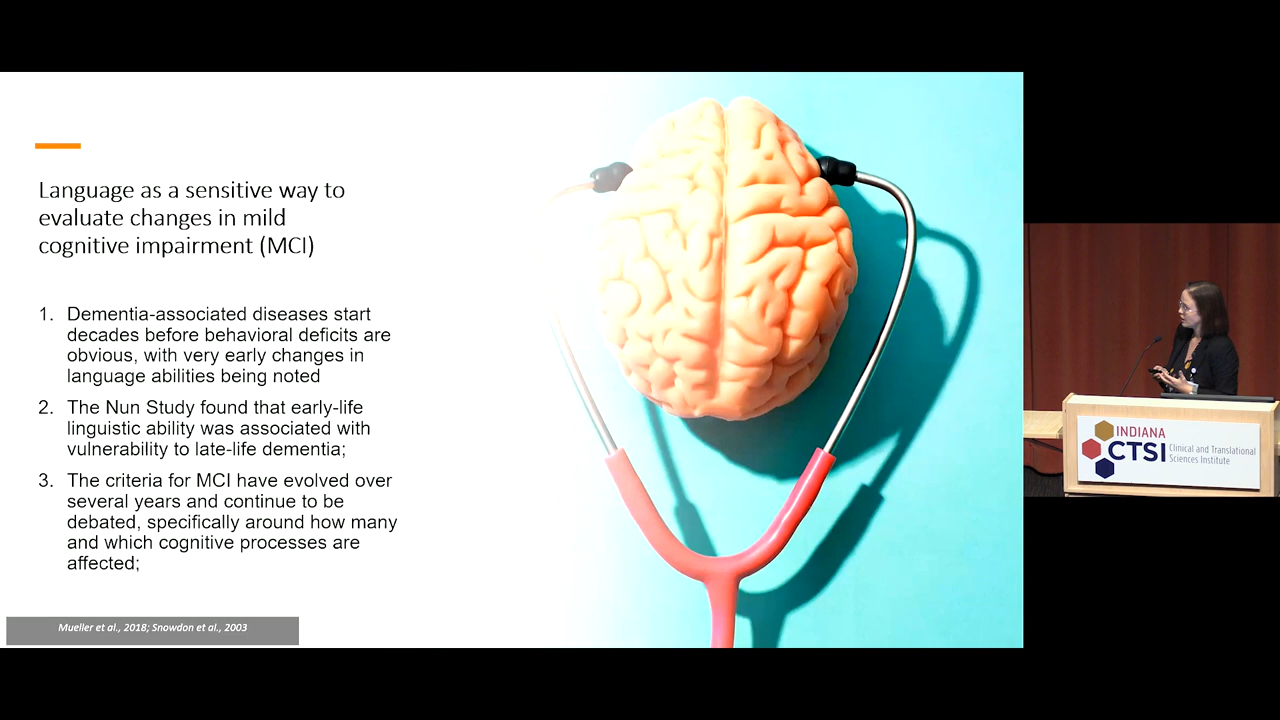 Language as a sensitive way to
evaluate changes in mild
cognitive impairment (MCI)
1. Dementia-associated diseases start
decades before behavioral deficits are
obvious, with very early changes in
language abilities being noted
2. The Nun Study found that early-life
linguistic ability was associated with
vulnerability to late-life dementia;
3. The criteria for MCI have evolved over
several years and continue to be
debated, specifically around how many
and which cognitive processes are
affected;
Mueller et al., 2018; Snowdon et al., 2003
INDIANA
CTSI
Clinical and Translational
Sciences Institute